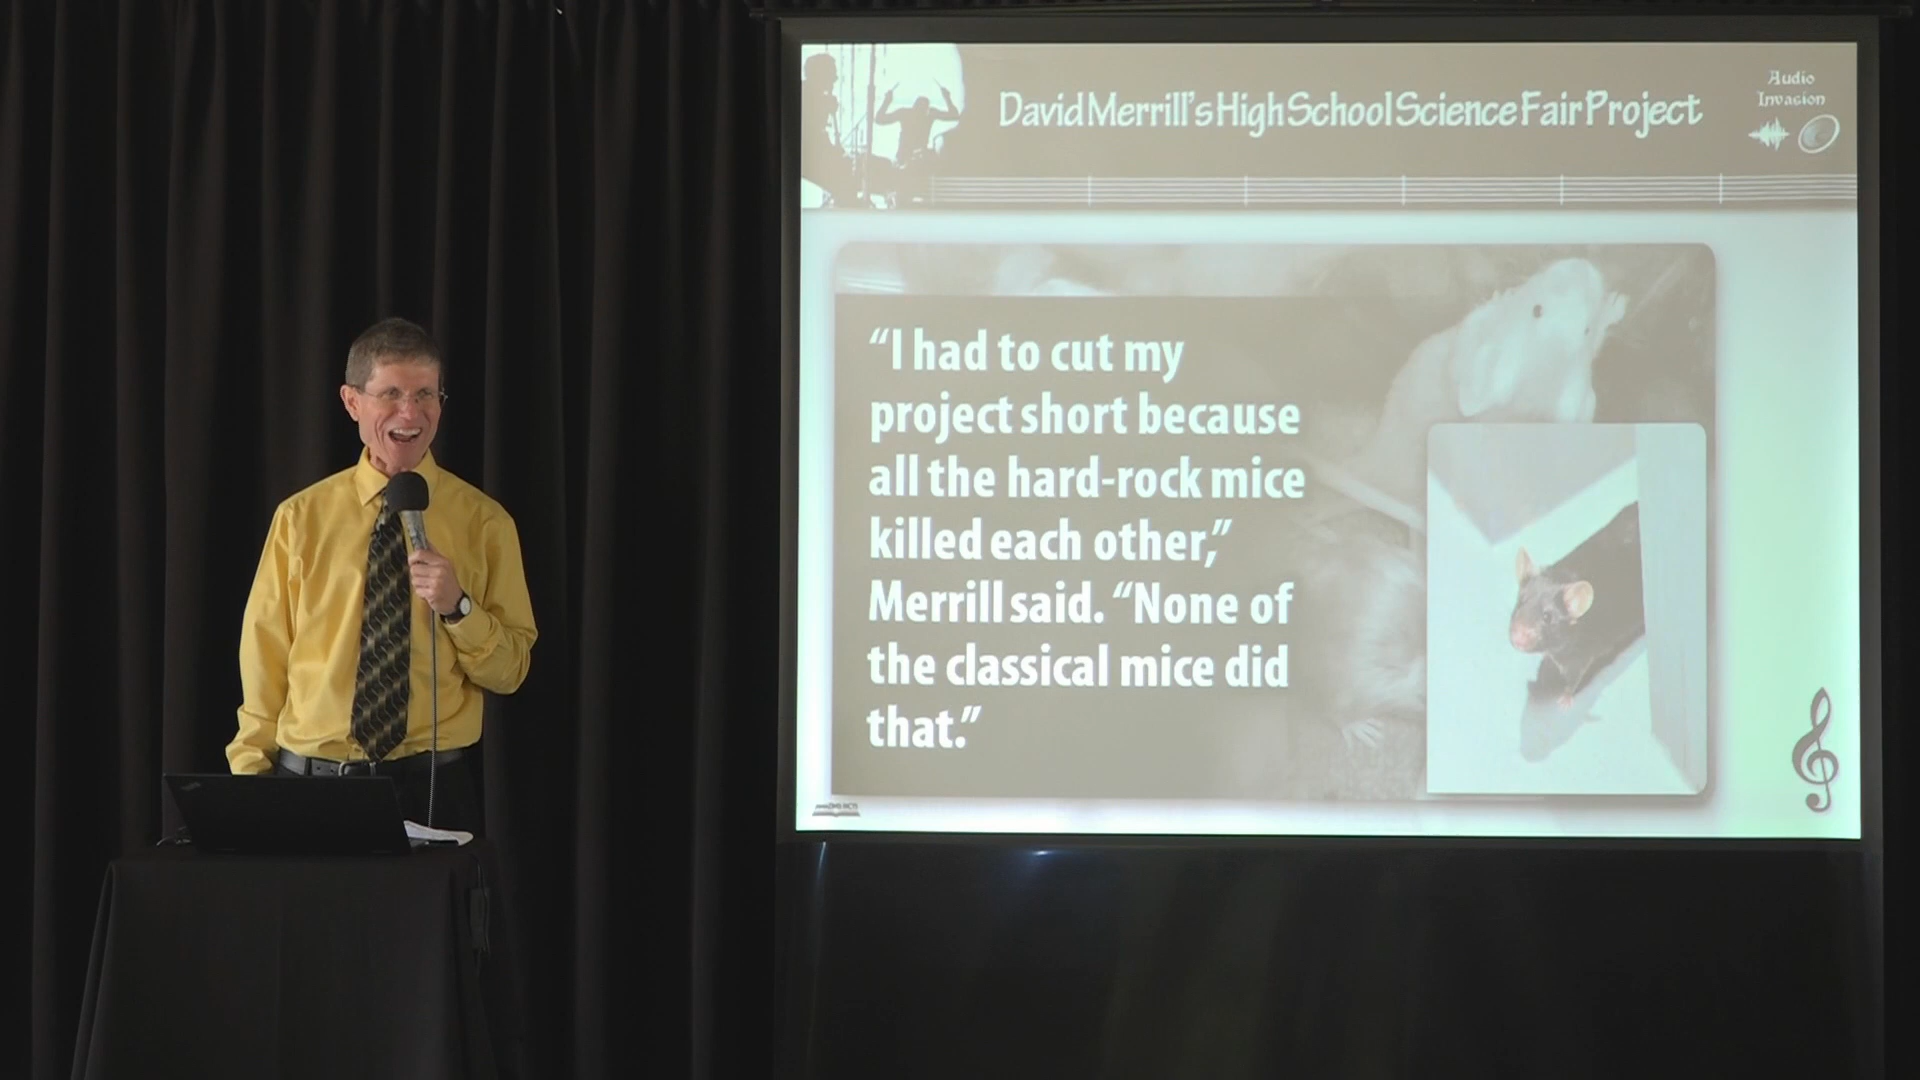 David Merrill's High School Science Fair Project
Audio
Invasion
“I had to cut my
project short because
all the hard-rock mice
killed each other,”
Merrill said. “None of
the classical mice did
that.”